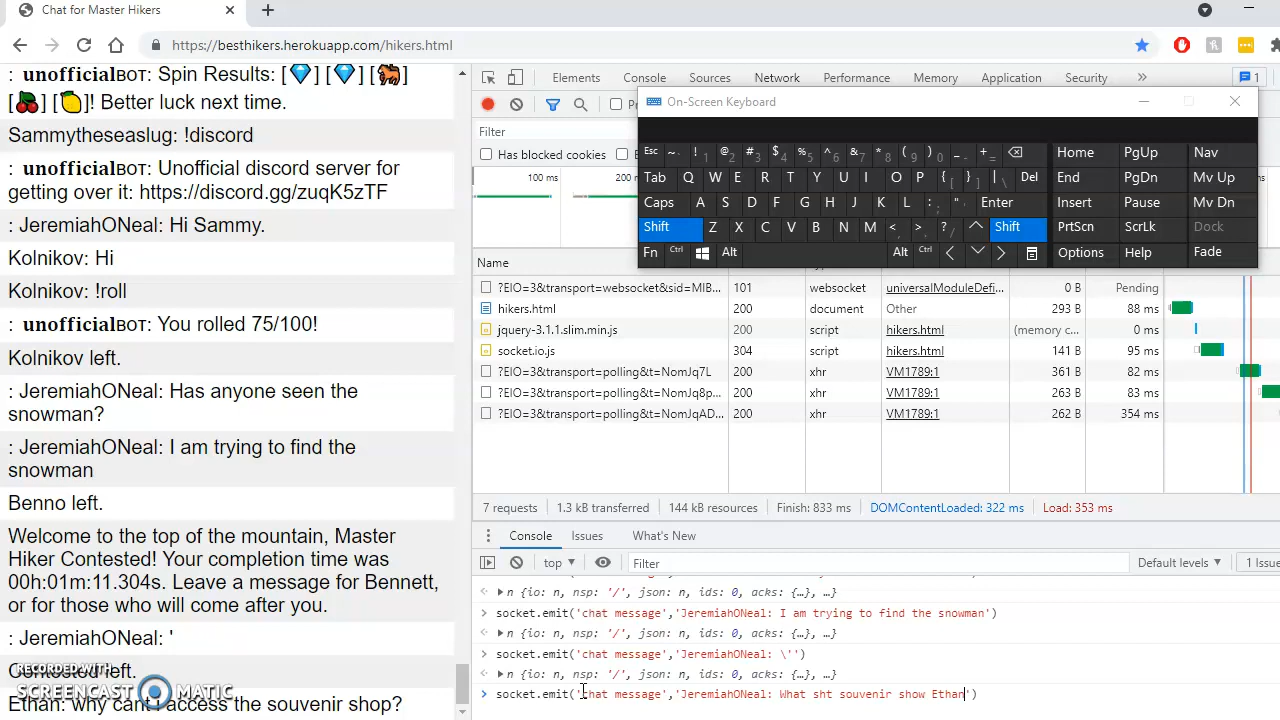 Chat for Master Hikers
https://besthikers.herokuapp.com/hikers.html
: unofficialBOT: Spin Results: [💎] [💎] [🐎]
[🍒] [🍋]! Better luck next time.
Sammytheseaslug: !discord
: unofficialBOT: Unofficial discord server for
getting over it: https://discord.gg/zuqK5zTF
: JeremiahONeal: Hi Sammy.
Kolnikov: Hi
Kolnikov: !roll
: unofficialBOT: You rolled 75/100!
Kolnikov left.
: JeremiahONeal: Has anyone seen the
snowman?
: JeremiahONeal: I am trying to find the
snowman
Benno left.
Welcome to the top of the mountain, Master
Hiker Contested! Your completion time was
00h:01m:11.304s. Leave a message for Bennett,
or for those who will come after you.
: JeremiahONeal: '
Contested left.
Ethan: why cant i access the souvenir shop?
RECORDED WITH
SCREENCAST MATIC
Elements Console Sources Network Performance Memory Application Security » 1
Filter
Has blocked cookies
100 ms
On-Screen Keyboard
Esc ~ ` ! 1 @ 2 # 3 $ 4 % 5 ^ 6 & 7 * 8 ( 9 ) 0 _ - + = Home PgUp Nav
Tab Q W E R T Y U I O P { [ } ] | \ Del End PgDn Mv Up
Caps A S D F G H J K L : ; " ' Enter Insert Pause Mv Dn
Shift Z X C V B N M < , > . ? / Shift PrtScn ScrLk Dock
Fn Ctrl Alt Alt Ctrl Options Help Fade
Name
?EIO=3&transport=websocket&sid=MIB... 101 websocket universalModuleDefi... 0 B Pending
hikers.html 200 document Other 293 B 88 ms
jquery-3.1.1.slim.min.js 200 script hikers.html (memory c... 0 ms
socket.io.js 304 script hikers.html 141 B 95 ms
?EIO=3&transport=polling&t=NomJq7L 200 xhr VM1789:1 361 B 82 ms
?EIO=3&transport=polling&t=NomJq8p... 200 xhr VM1789:1 263 B 83 ms
?EIO=3&transport=polling&t=NomJqAD... 200 xhr VM1789:1 262 B 354 ms
7 requests 1.3 kB transferred 144 kB resources Finish: 833 ms DOMContentLoaded: 322 ms Load: 353 ms
Console Issues What's New
top ▼ Filter Default levels ▼ 1 Issue
n {io: n, nsp: '/', json: n, ids: 0, acks: {…}, …}
socket.emit('chat message','JeremiahONeal: I am trying to find the snowman')
n {io: n, nsp: '/', json: n, ids: 0, acks: {…}, …}
socket.emit('chat message','JeremiahONeal: \'')
n {io: n, nsp: '/', json: n, ids: 0, acks: {…}, …}
socket.emit('chat message','JeremiahONeal: What sht souvenir show Ethan')